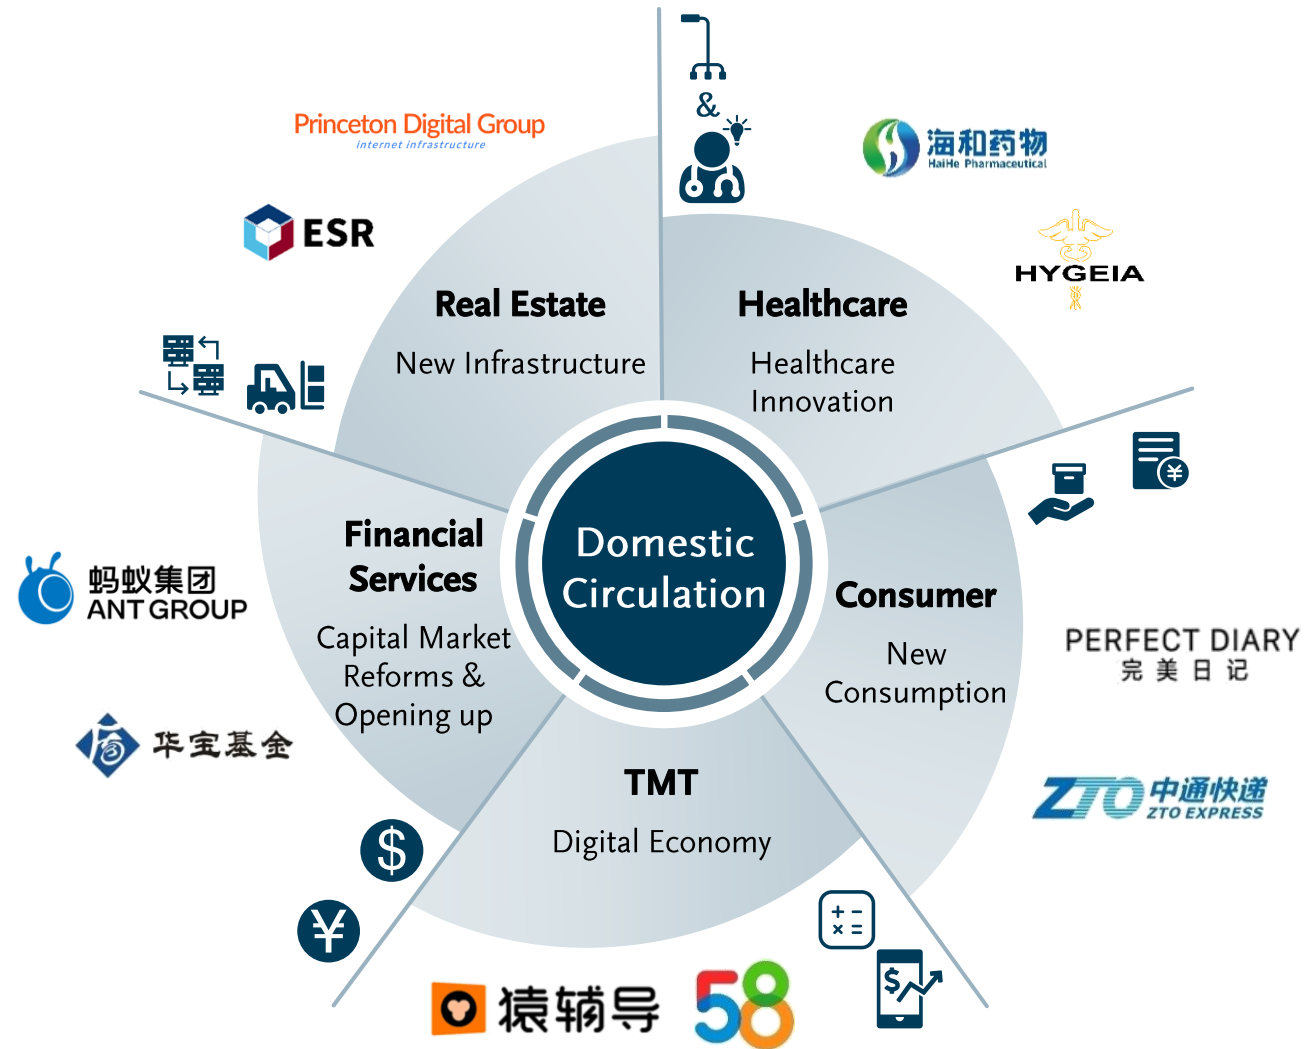 Princeton Digital Group
internet infrastructure
ESR
Real Estate
New Infrastructure
&
海和药物
HaiHe Pharmaceutical
HYGEIA
Healthcare
Healthcare
Innovation
Domestic
Circulation
¥
Consumer
New
Consumption
PERFECT DIARY
完美日记
ZTO 中通快递
ZTO EXPRESS
TMT
Digital Economy
+ −
× =
$
猿辅导
58
Financial
Services
Capital Market
Reforms &
Opening up
蚂蚁集团
ANT GROUP
华宝基金
$
¥